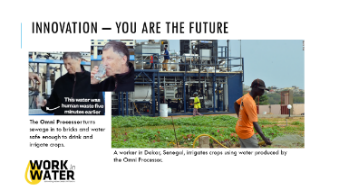 INNOVATION — YOU ARE THE FUTURE
This water was
human waste five
minutes earlier
The Omni Processor turns
sewage in to bricks and water
safe enough to drink and
irrigate crops.
A worker in Dakar, Senegal, irrigates crops using water produced by
the Omni Processor.
WORK
WATER